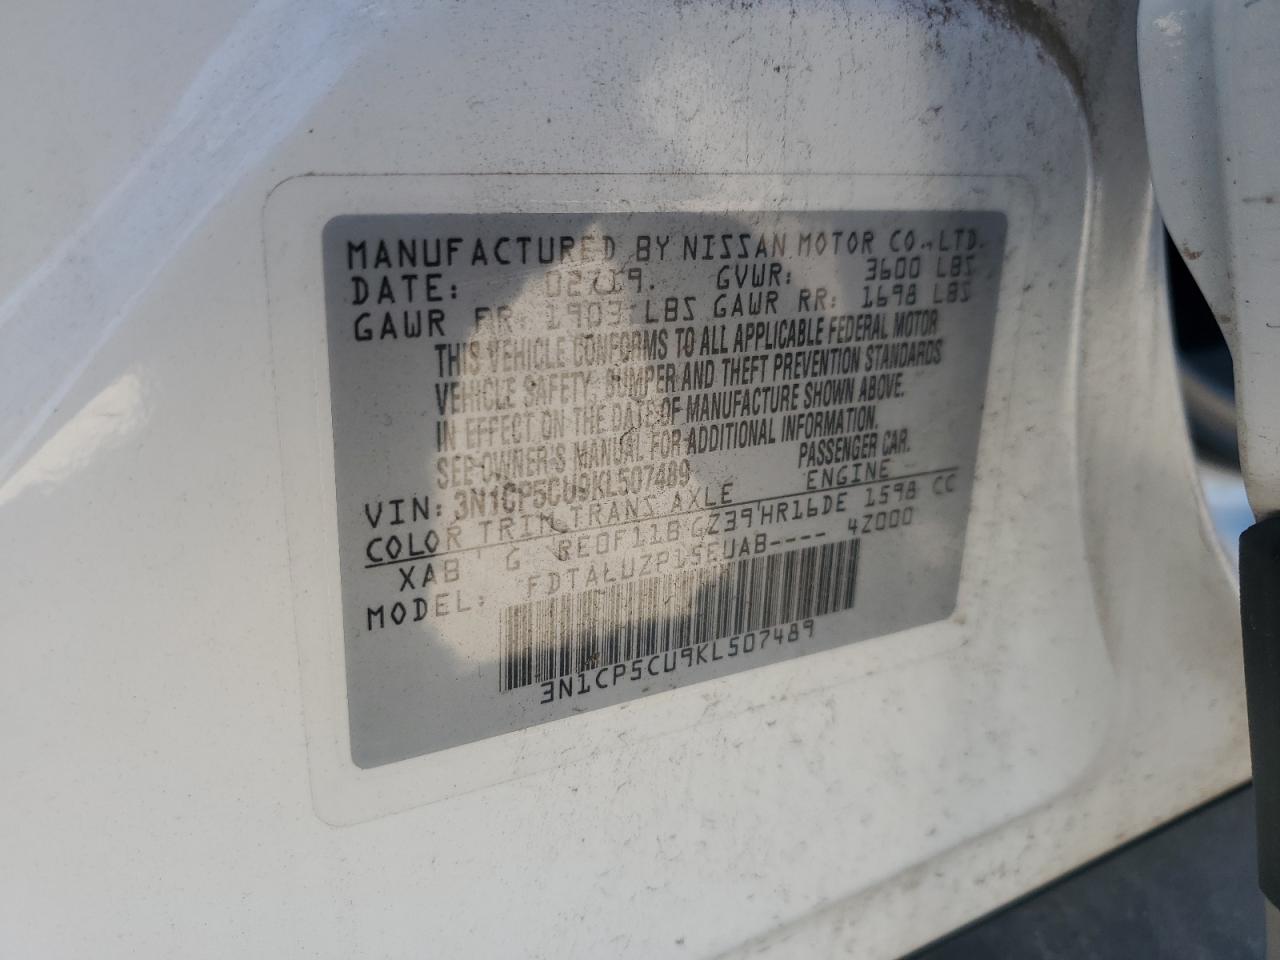 MANUFACTURED BY NISSAN MOTOR CO., LTD.
DATE: 02/19. GVWR: 3600 LBS
GAWR FR: 1903 LBS GAWR RR: 1698 LBS
THIS VEHICLE CONFORMS TO ALL APPLICABLE FEDERAL MOTOR
VEHICLE SAFETY, BUMPER AND THEFT PREVENTION STANDARDS
IN EFFECT ON THE DATE OF MANUFACTURE SHOWN ABOVE.
SEE OWNER'S MANUAL FOR ADDITIONAL INFORMATION.
VIN: 3N1CP5CU9KL507489 PASSENGER CAR.
COLOR TRIM TRANS AXLE ENGINE
XAB G RE0F11B GZ39 HR16DE 1598 CC
MODEL: FDTALUZP15EUAB---- 4Z000
3N1CP5CU9KL507489